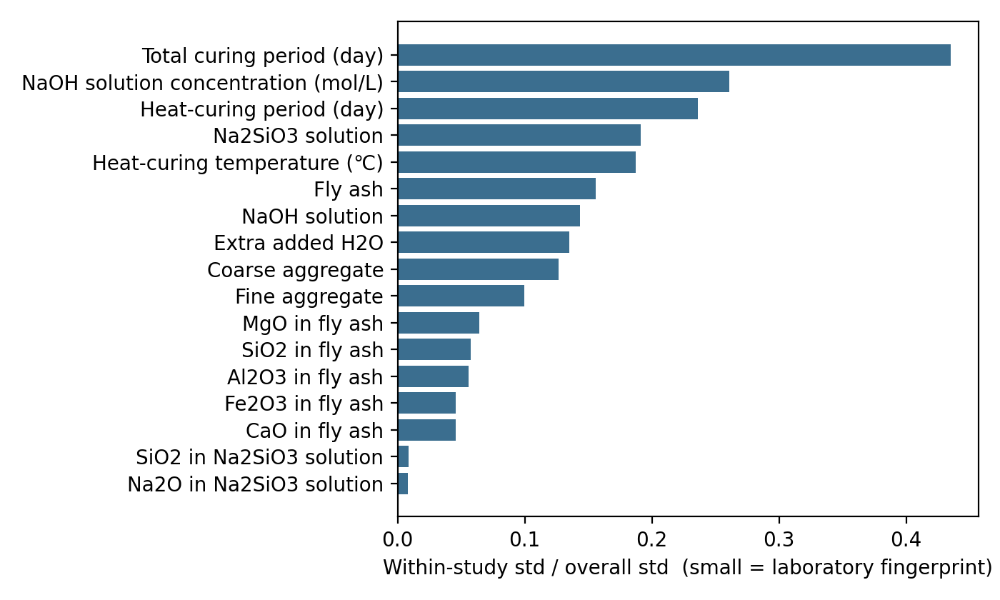 Total curing period (day)
NaOH solution concentration (mol/L)
Heat-curing period (day)
Na2SiO3 solution
Heat-curing temperature (℃)
Fly ash
NaOH solution
Extra added H2O
Coarse aggregate
Fine aggregate
MgO in fly ash
SiO2 in fly ash
Al2O3 in fly ash
Fe2O3 in fly ash
CaO in fly ash
SiO2 in Na2SiO3 solution
Na2O in Na2SiO3 solution
0.0 0.1 0.2 0.3 0.4
Within-study std / overall std  (small = laboratory fingerprint)